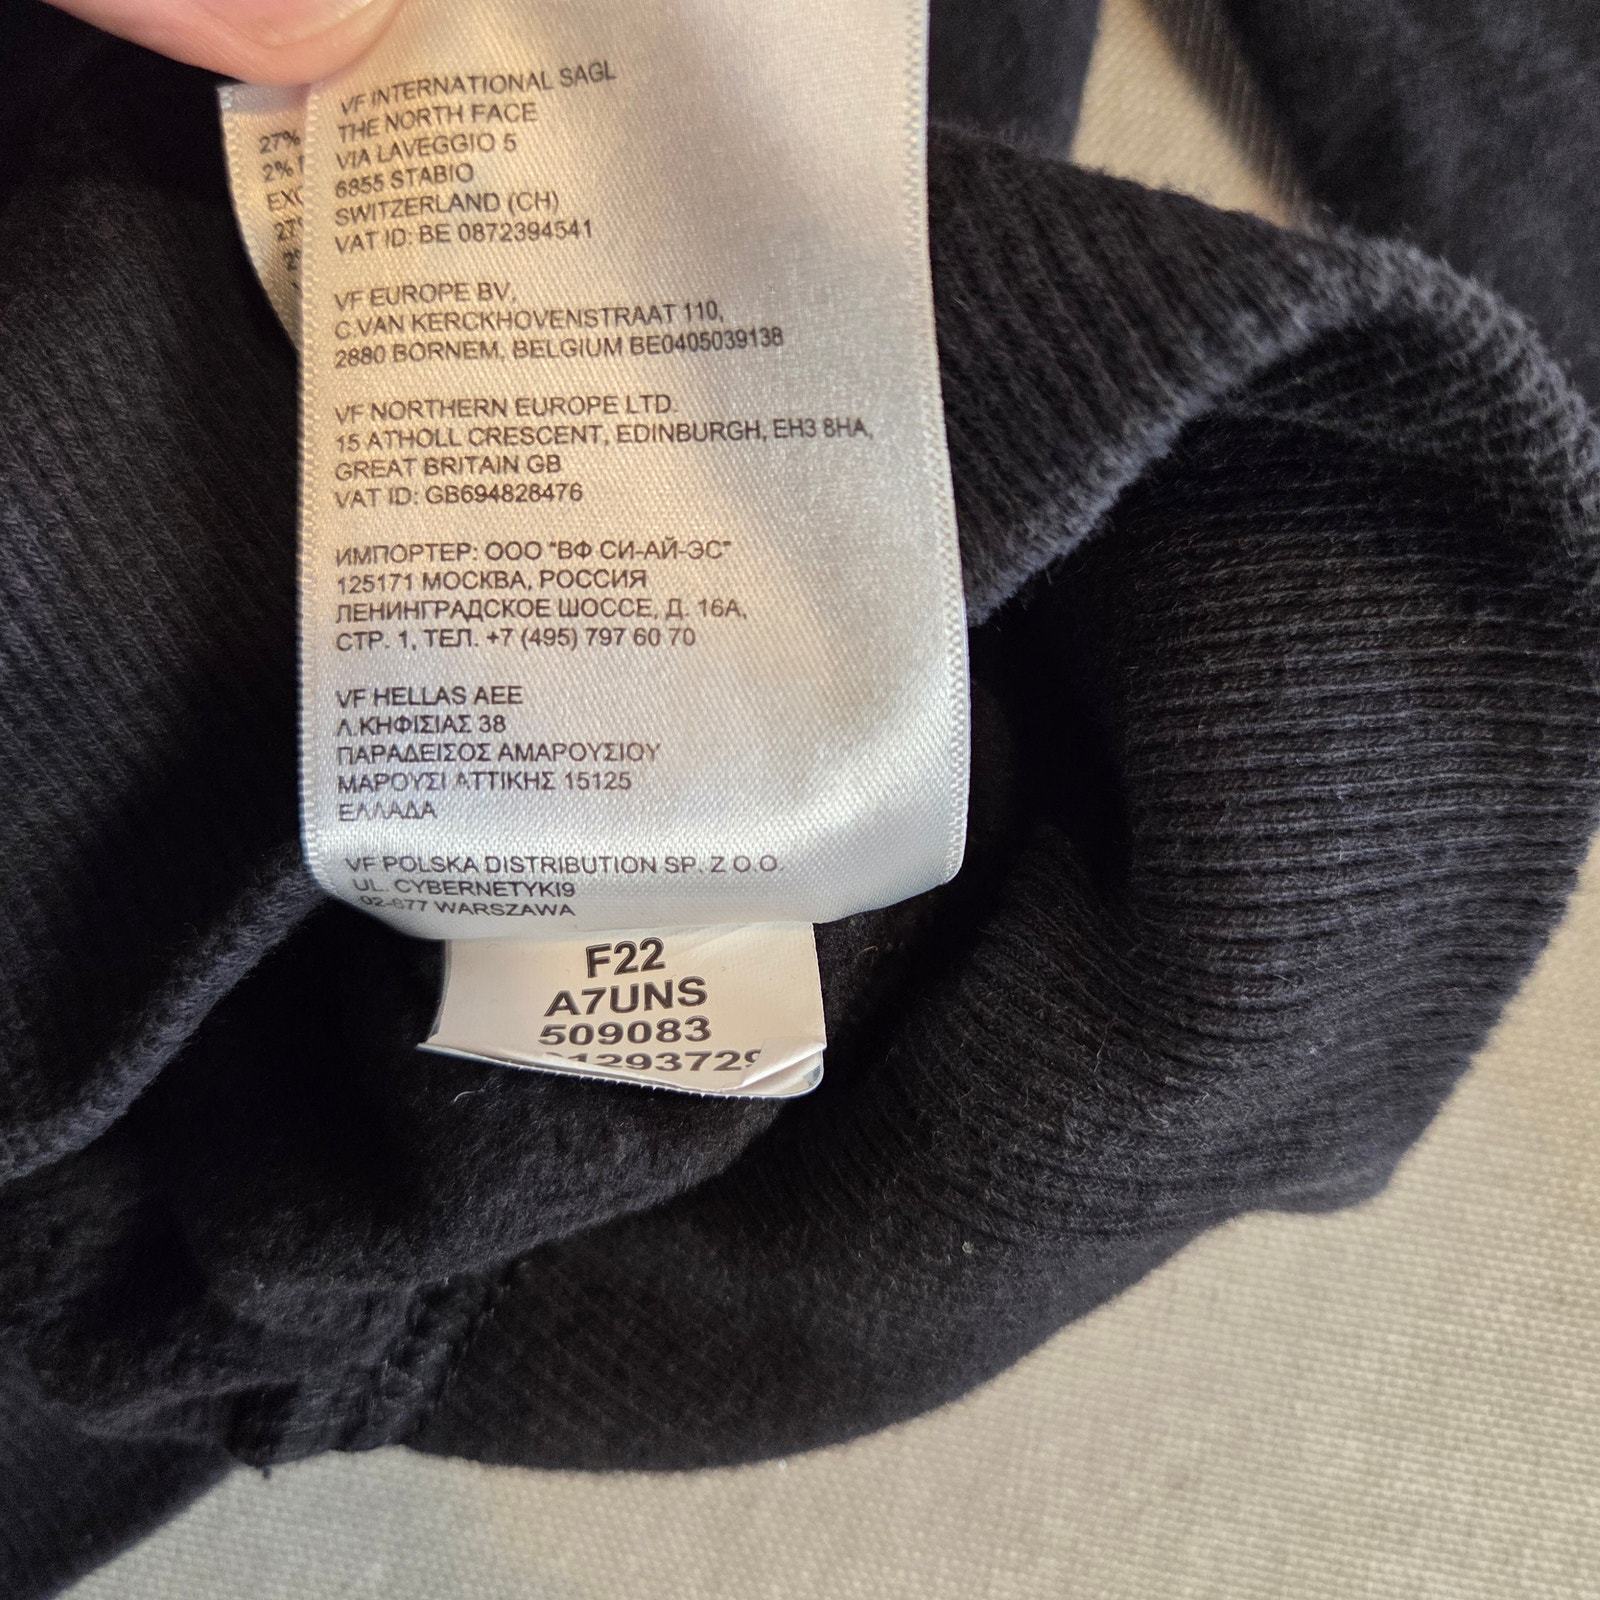 VF INTERNATIONAL SAGL
THE NORTH FACE
VIA LAVEGGIO 5
6855 STABIO
SWITZERLAND (CH)
VAT ID: BE 0872394541
VF EUROPE BV,
C.VAN KERCKHOVENSTRAAT 110,
2880 BORNEM, BELGIUM BE0405039138
VF NORTHERN EUROPE LTD.
15 ATHOLL CRESCENT, EDINBURGH, EH3 8HA,
GREAT BRITAIN GB
VAT ID: GB694828476
ИМПОРТЕР: ООО "ВФ СИ-АЙ-ЭС"
125171 МОСКВА, РОССИЯ
ЛЕНИНГРАДСКОЕ ШОССЕ, Д. 16А,
СТР. 1, ТЕЛ. +7 (495) 797 60 70
VF HELLAS AEE
Λ.ΚΗΦΙΣΙΑΣ 38
ΠΑΡΑΔΕΙΣΟΣ ΑΜΑΡΟΥΣΙΟΥ
ΜΑΡΟΥΣΙ ΑΤΤΙΚΗΣ 15125
ΕΛΛΑΔΑ
VF POLSKA DISTRIBUTION SP. Z O.O.
UL. CYBERNETYKI9
02-677 WARSZAWA
27%
2%
F22
A7UNS
509083